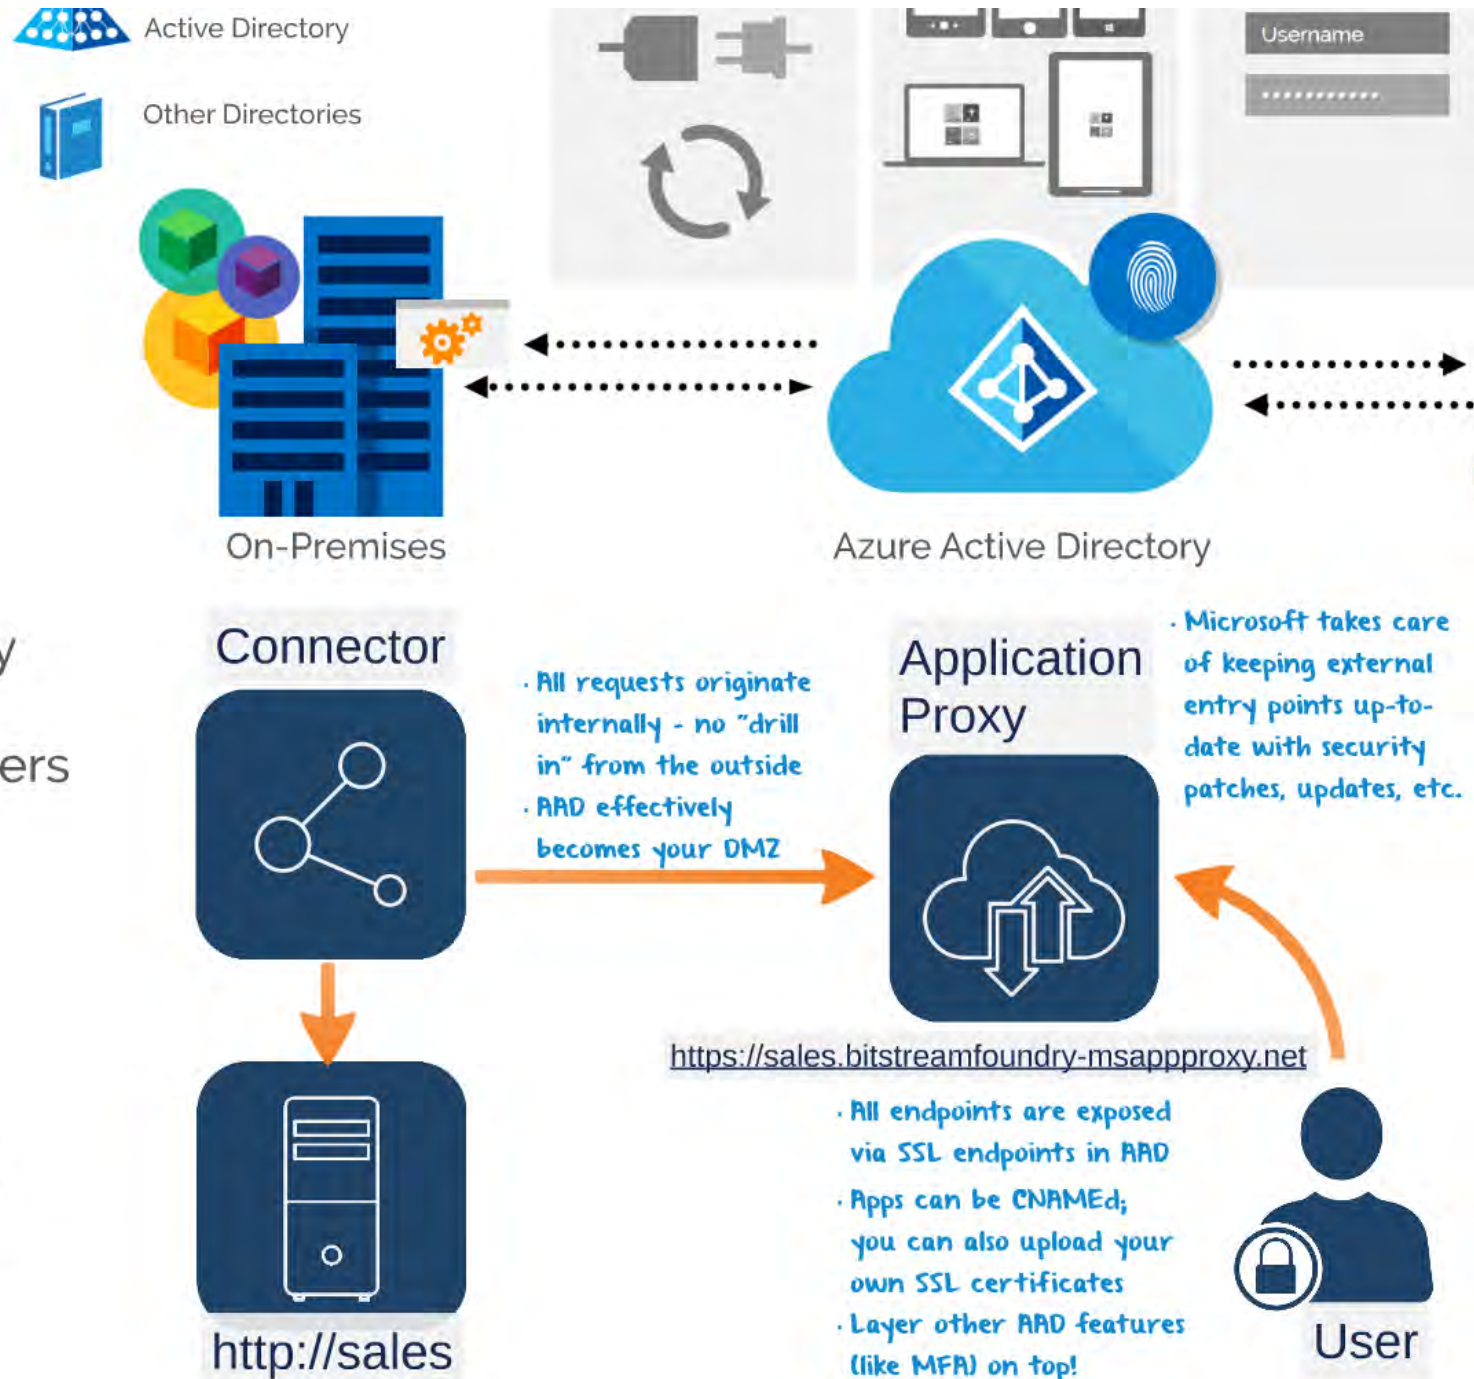 Active Directory
Other Directories
Username
On-Premises
Azure Active Directory
y
ers
Connector
· All requests originate
internally - no "drill
in" from the outside
· AAD effectively
becomes your DMZ
Application
Proxy
· Microsoft takes care
of keeping external
entry points up-to-
date with security
patches, updates, etc.
https://sales.bitstreamfoundry-msappproxy.net
· All endpoints are exposed
via SSL endpoints in AAD
· Apps can be CNAMEd;
you can also upload your
own SSL certificates
· Layer other AAD features
(like MFA) on top!
http://sales
User